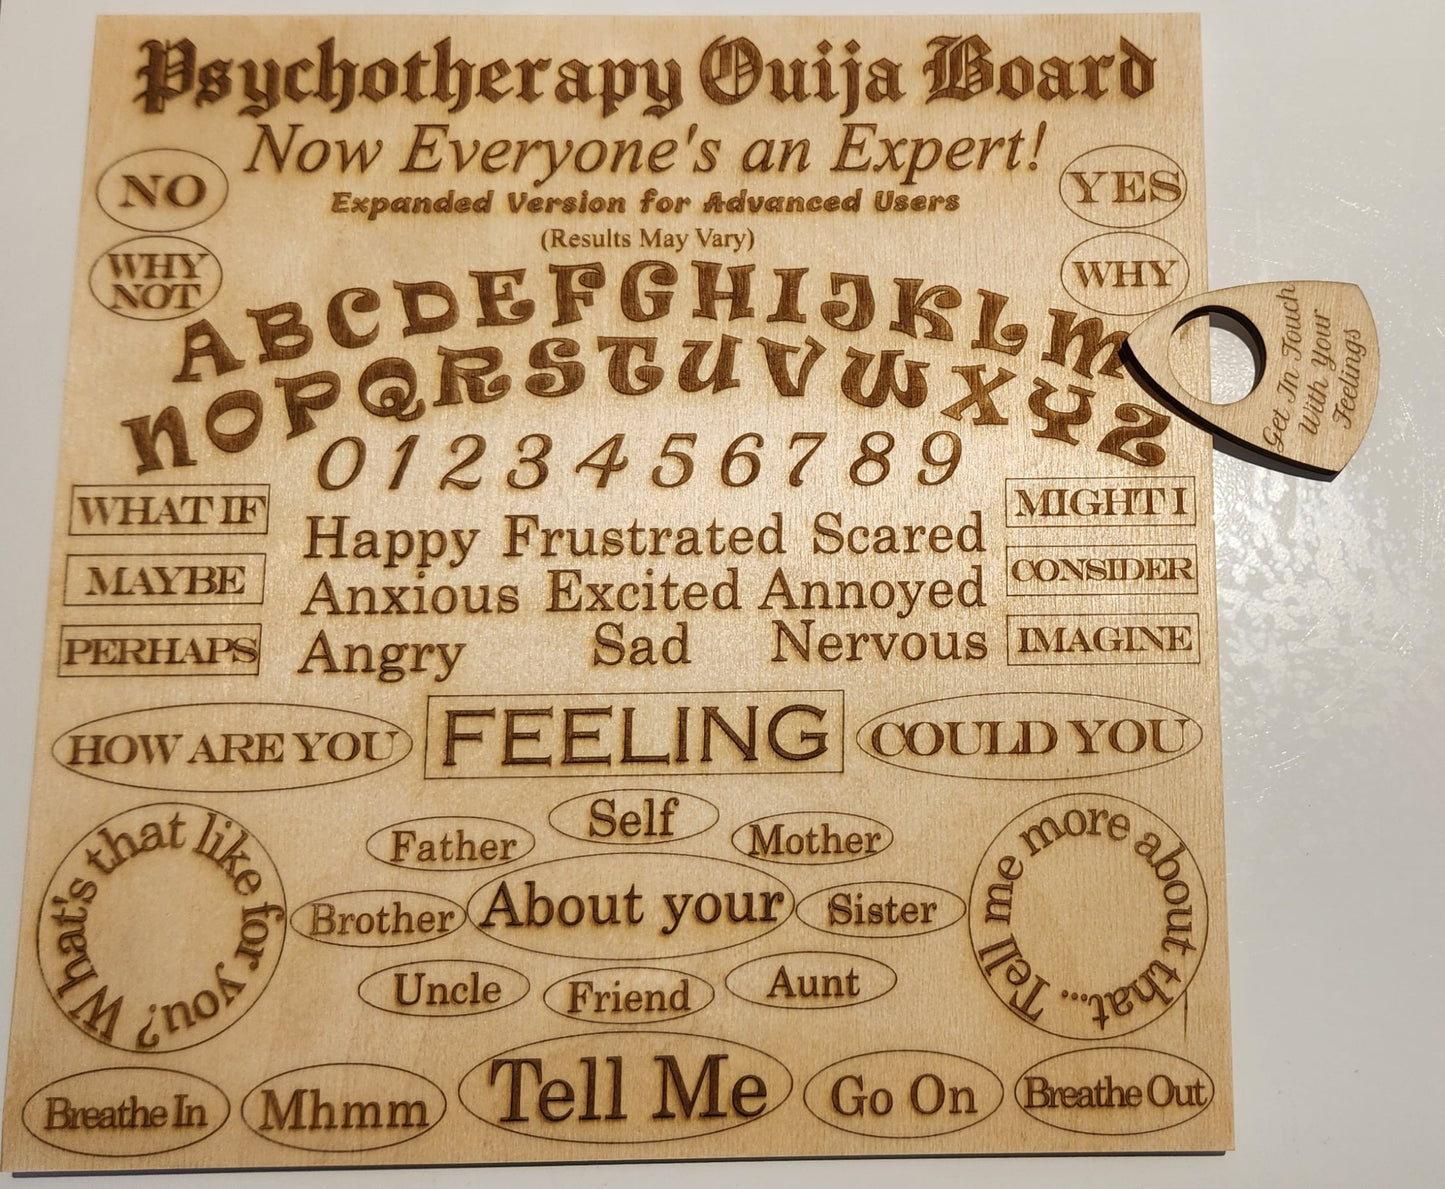 Psychotherapy Ouija Board
Now Everyone's an Expert!
Expanded Version for Advanced Users
(Results May Vary)
NO
YES
WHY
NOT
WHY
ABCDEFGHIJKLM
NOPQRSTUVWXYZ
0123456789
Get In Touch
With Your
Feelings
WHAT IF
MAYBE
PERHAPS
Happy Frustrated Scared
Anxious Excited Annoyed
Angry Sad Nervous
MIGHT I
CONSIDER
IMAGINE
HOW ARE YOU
FEELING
COULD YOU
What's that like for you?
Self
Father
Mother
Brother
About your
Sister
Uncle
Friend
Aunt
Tell me more about that...
Breathe In
Mhmm
Tell Me
Go On
Breathe Out